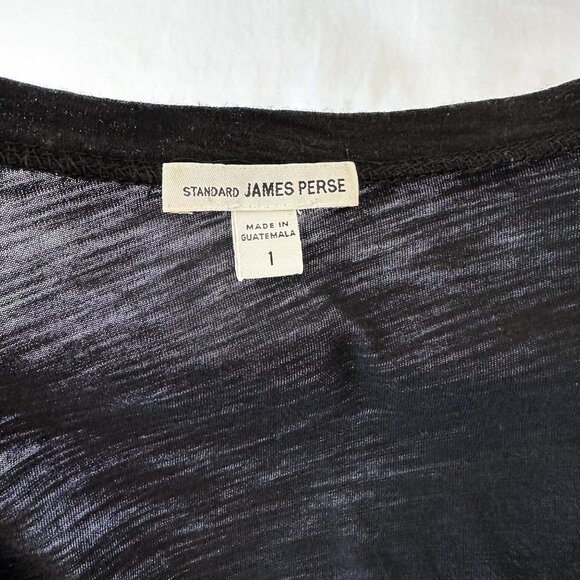 STANDARD JAMES PERSE
MADE IN
GUATEMALA
1